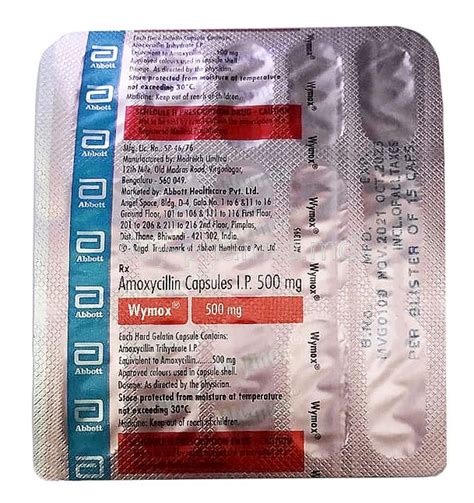 Abbott
Each Hard Gelatin Capsule Contains:
Amoxycillin Trihydrate I.P.
Equivalent to Amoxycillin.....500 mg
Approved colours used in capsule shell
Dosage: As directed by the physician.
Store protected from moisture at temperature
not exceeding 30°C.
Medicine: Keep out of reach of children.
SCHEDULE H PRESCRIPTION DRUG - CAUTION
Abbott
Mfg. Lic. No.:
Manufactured by: Medreich Limited
12th Mile, Old Madras Road, Virgonagar,
Bengaluru - 560 049.
Marketed by: Abbott Healthcare Pvt. Ltd.
Angel Space, Bldg. D-4, Gala No. 1 to 6 & 11 to 16
Ground Floor, 101 to 106 & 111 to 116 First Floor,
201 to 206 & 211 to 216 2nd Floor, Pimplas,
Dist. Thane, Bhiwandi - 421302, India.
® - Regd. Trademark of Abbott Healthcare Pvt. Ltd.
Abbott
Rx
Amoxycillin Capsules I.P. 500 mg
Wymox® 500 mg
Abbott
Each Hard Gelatin Capsule Contains:
Amoxycillin Trihydrate I.P.
Equivalent to Amoxycillin.....500 mg
Approved colours used in capsule shell.
Dosage: As directed by the physician.
Store protected from moisture at temperature
not exceeding 30°C.
Medicine: Keep out of reach of children.
Abbott
SCHEDULE H PRESCRIPTION DRUG - CAUTION
Wymox®
Wymox®
Wymox®
Wymox®
B.NO. MFD.
MVG0100 NOV.2021 OCT.2023
PER BLISTER OF 15 CAPS